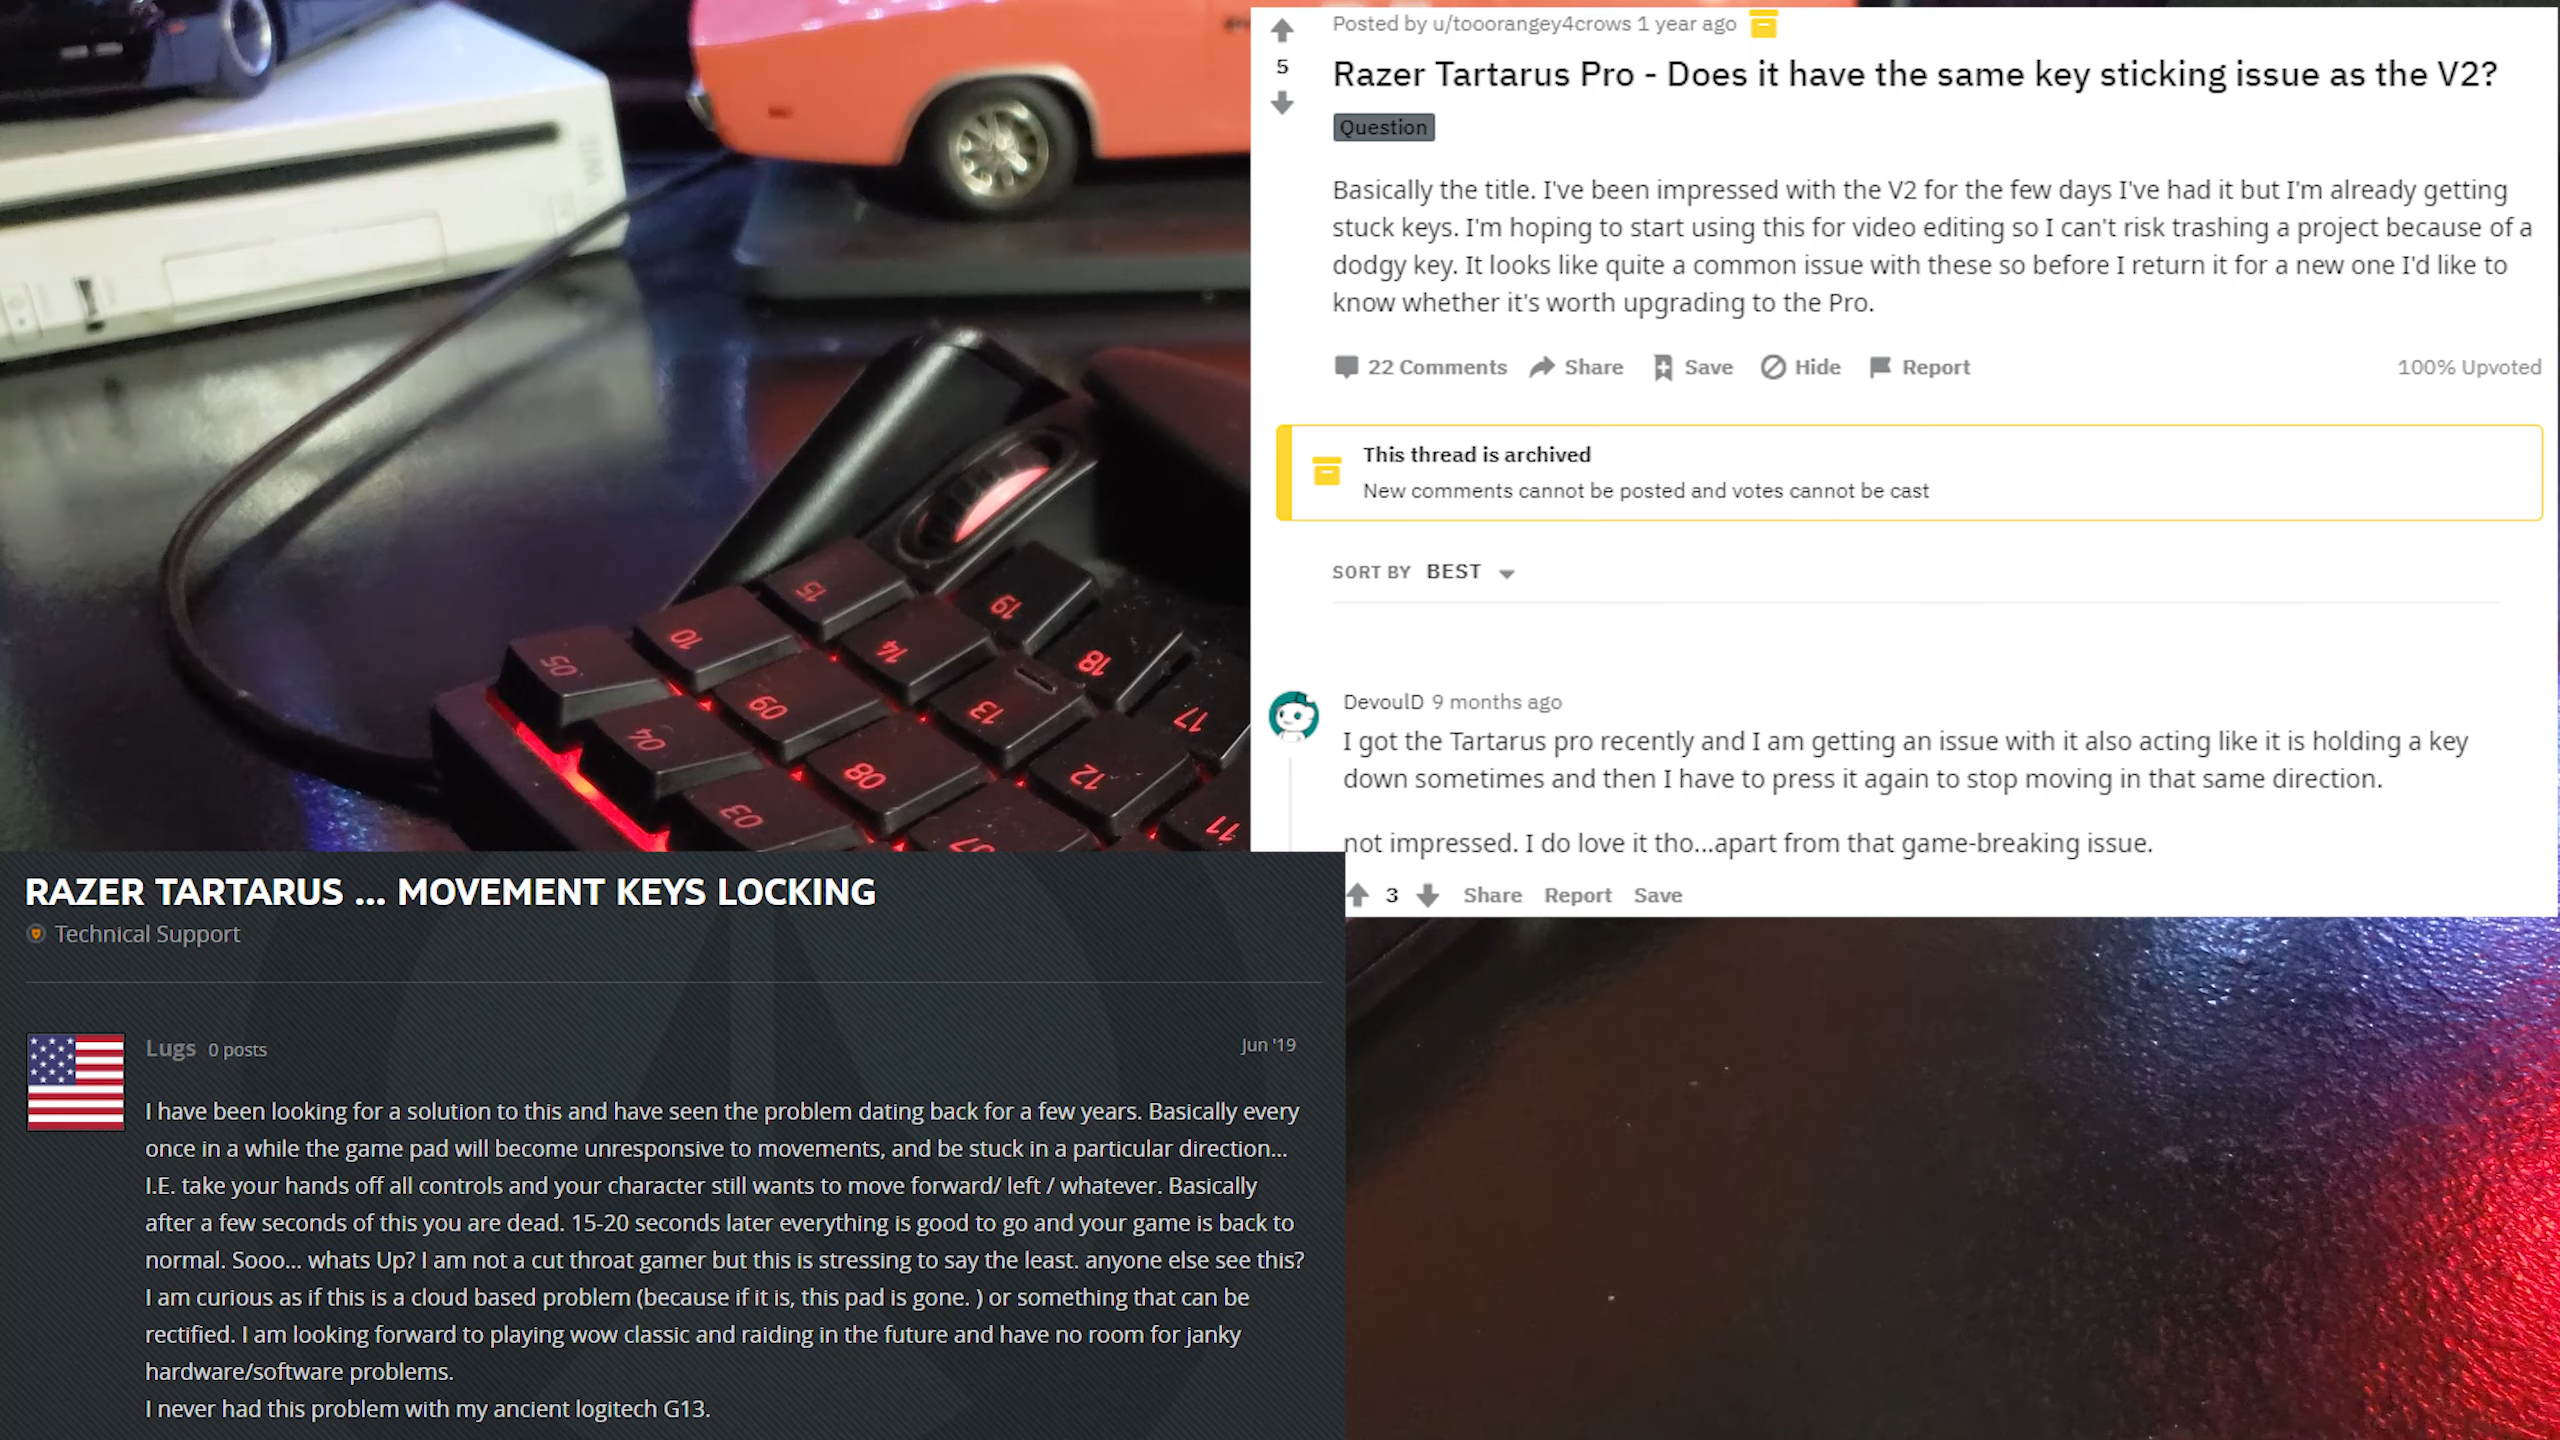 Posted by u/tooorangey4crows 1 year ago
5
Razer Tartarus Pro - Does it have the same key sticking issue as the V2?
Question
Basically the title. I've been impressed with the V2 for the few days I've had it but I'm already getting
stuck keys. I'm hoping to start using this for video editing so I can't risk trashing a project because of a
dodgy key. It looks like quite a common issue with these so before I return it for a new one I'd like to
know whether it's worth upgrading to the Pro.
22 Comments Share Save Hide Report 100% Upvoted
This thread is archived
New comments cannot be posted and votes cannot be cast
SORT BY BEST
DevoulD 9 months ago
I got the Tartarus pro recently and I am getting an issue with it also acting like it is holding a key
down sometimes and then I have to press it again to stop moving in that same direction.
not impressed. I do love it tho...apart from that game-breaking issue.
3 Share Report Save
15
19
10
14
18
05
09
13
17
04
08
12
03
07
11
RAZER TARTARUS ... MOVEMENT KEYS LOCKING
Technical Support
Lugs 0 posts Jun '19
I have been looking for a solution to this and have seen the problem dating back for a few years. Basically every
once in a while the game pad will become unresponsive to movements, and be stuck in a particular direction...
I.E. take your hands off all controls and your character still wants to move forward/ left / whatever. Basically
after a few seconds of this you are dead. 15-20 seconds later everything is good to go and your game is back to
normal. Sooo... whats Up? I am not a cut throat gamer but this is stressing to say the least. anyone else see this?
I am curious as if this is a cloud based problem (because if it is, this pad is gone. ) or something that can be
rectified. I am looking forward to playing wow classic and raiding in the future and have no room for janky
hardware/software problems.
I never had this problem with my ancient logitech G13.